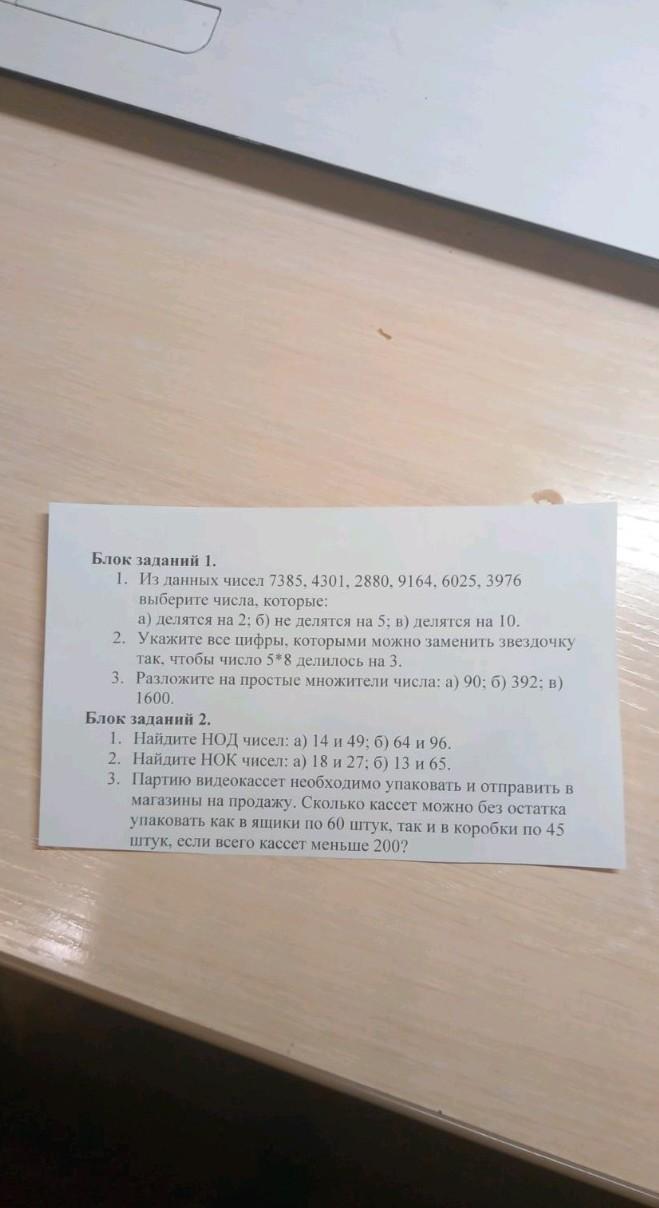 Блок заданий 1.
1. Из данных чисел 7385, 4301, 2880, 9164, 6025, 3976
выберите числа, которые:
а) делятся на 2; б) не делятся на 5; в) делятся на 10.
2. Укажите все цифры, которыми можно заменить звездочку
так, чтобы число 5*8 делилось на 3.
3. Разложите на простые множители числа: а) 90; б) 392; в)
1600.
Блок заданий 2.
1. Найдите НОД чисел: а) 14 и 49; б) 64 и 96.
2. Найдите НОК чисел: а) 18 и 27; б) 13 и 65.
3. Партию видеокассет необходимо упаковать и отправить в
магазины на продажу. Сколько кассет можно без остатка
упаковать как в ящики по 60 штук, так и в коробки по 45
штук, если всего кассет меньше 200?